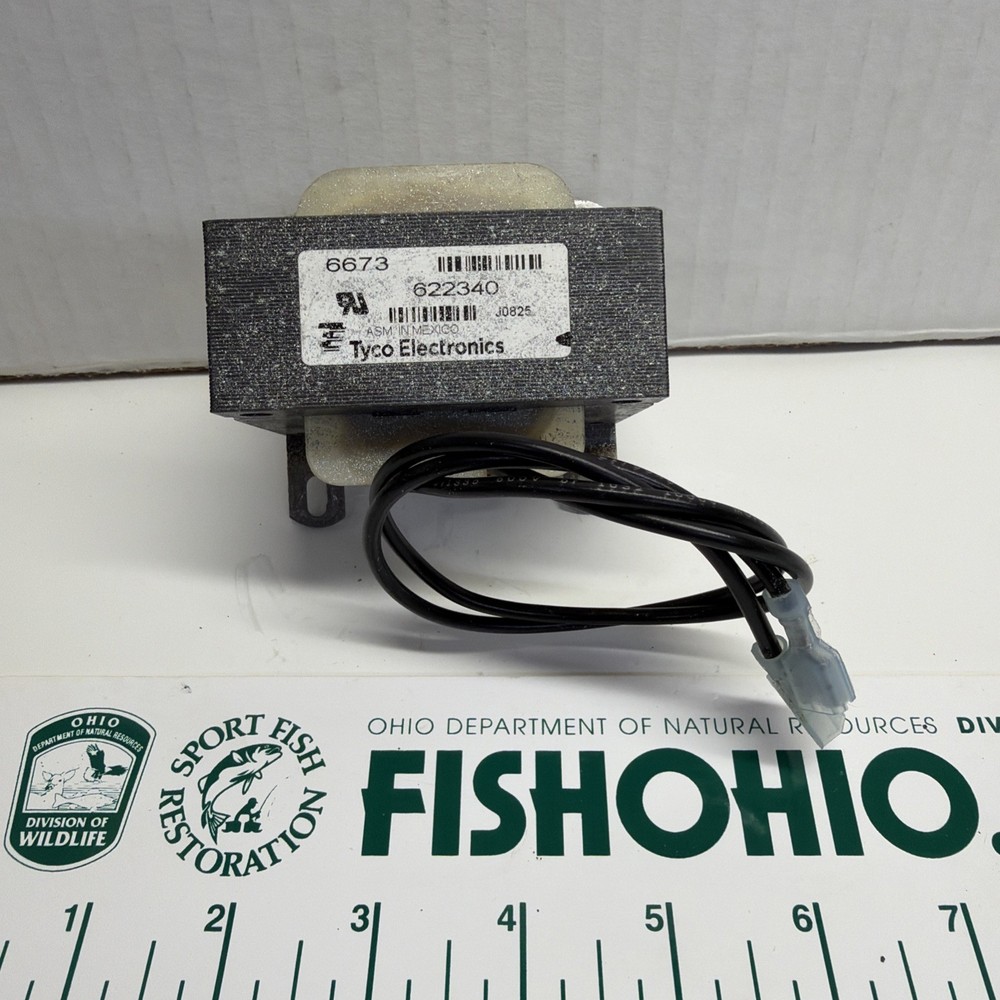 6673
622340
J0825
ASM. IN MEXICO
Tyco Electronics
OHIO
DEPARTMENT OF NATURAL RESOURCES
DIVISION OF
WILDLIFE
SPORT FISH
RESTORATION
OHIO DEPARTMENT OF NATURAL RESOURCES DIV
FISHOHIO.
1 2 3 4 5 6 7